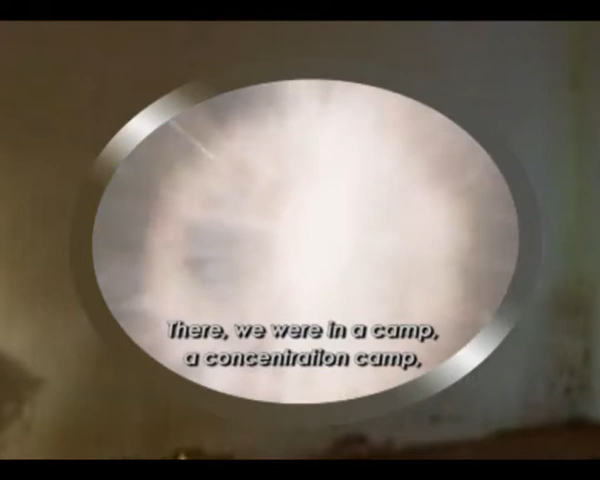 There, we were in a camp,
a concentration camp,